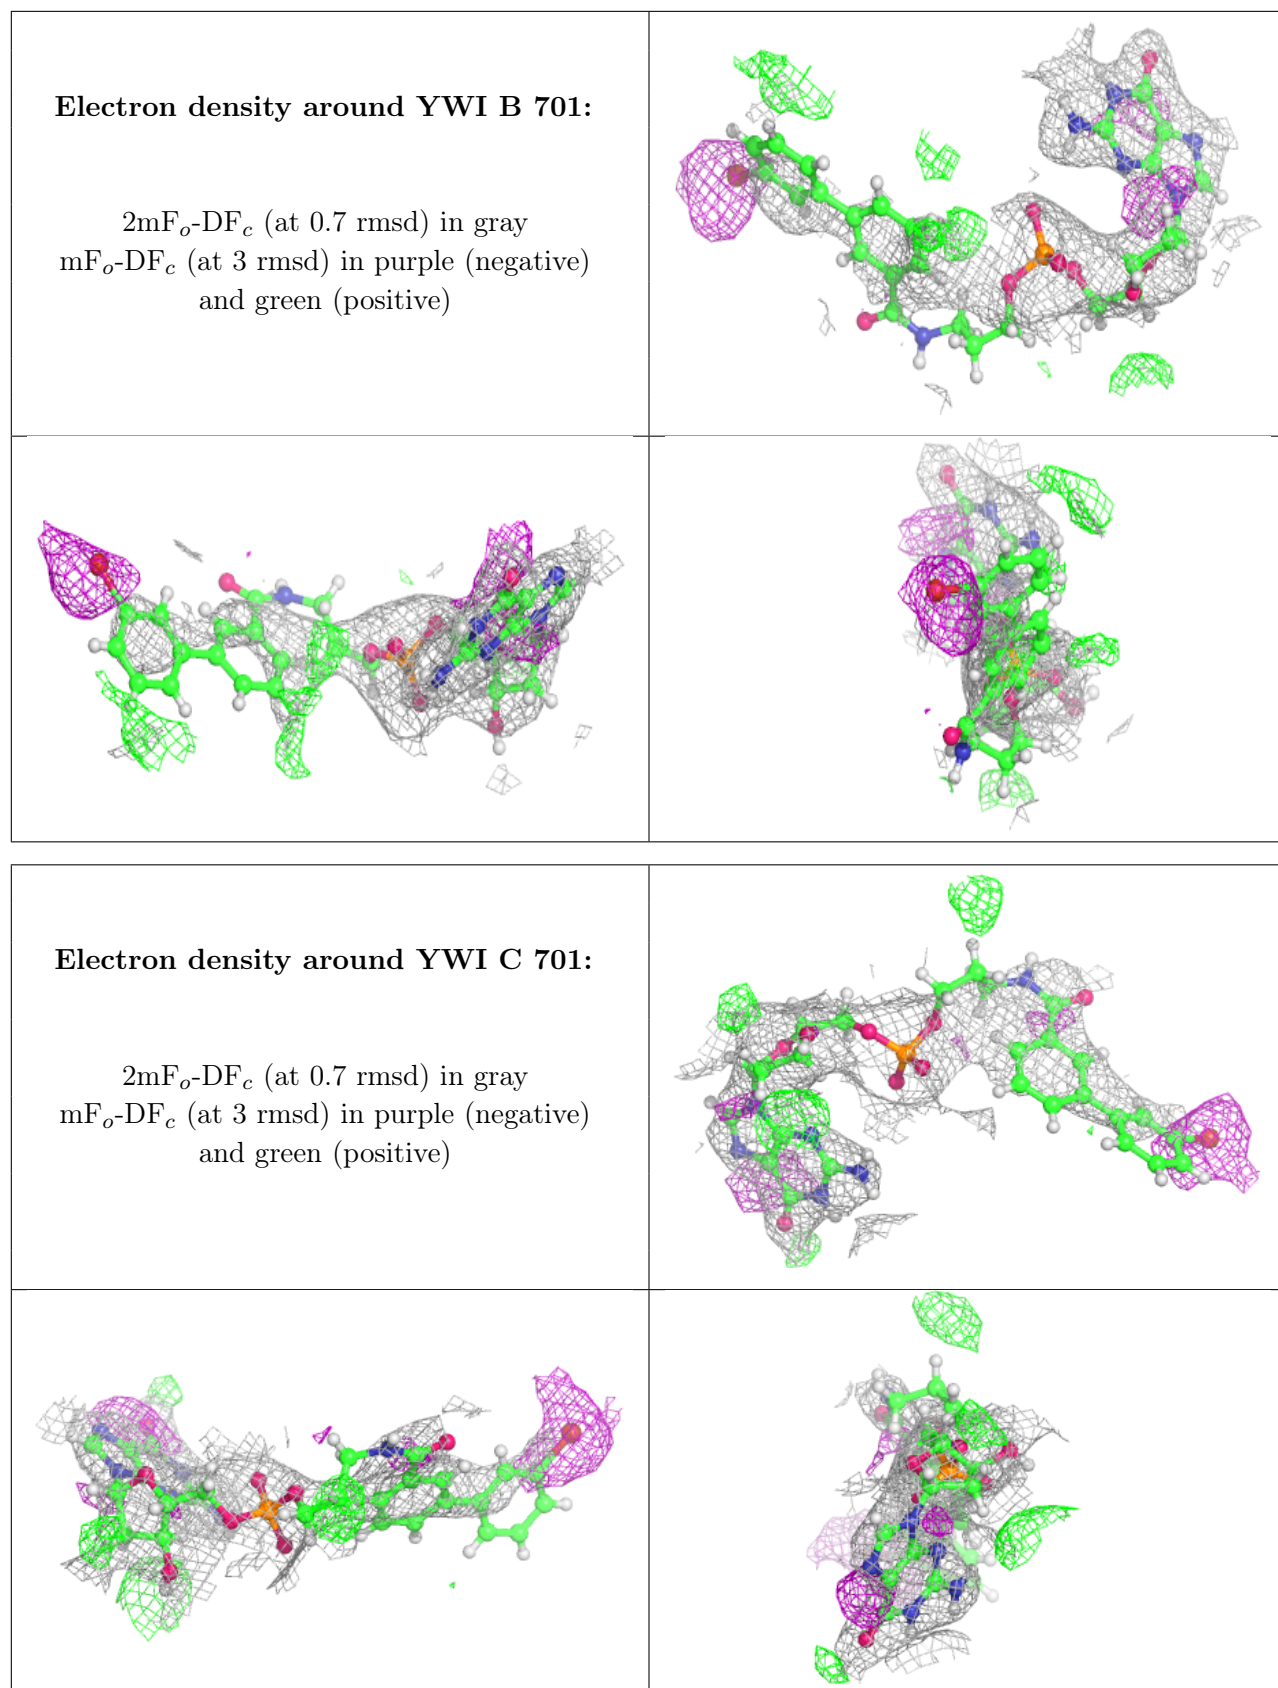 Electron density around YWI B 701:
2mFo-DFc (at 0.7 rmsd) in gray
mFo-DFc (at 3 rmsd) in purple (negative)
and green (positive)
Electron density around YWI C 701:
2mFo-DFc (at 0.7 rmsd) in gray
mFo-DFc (at 3 rmsd) in purple (negative)
and green (positive)